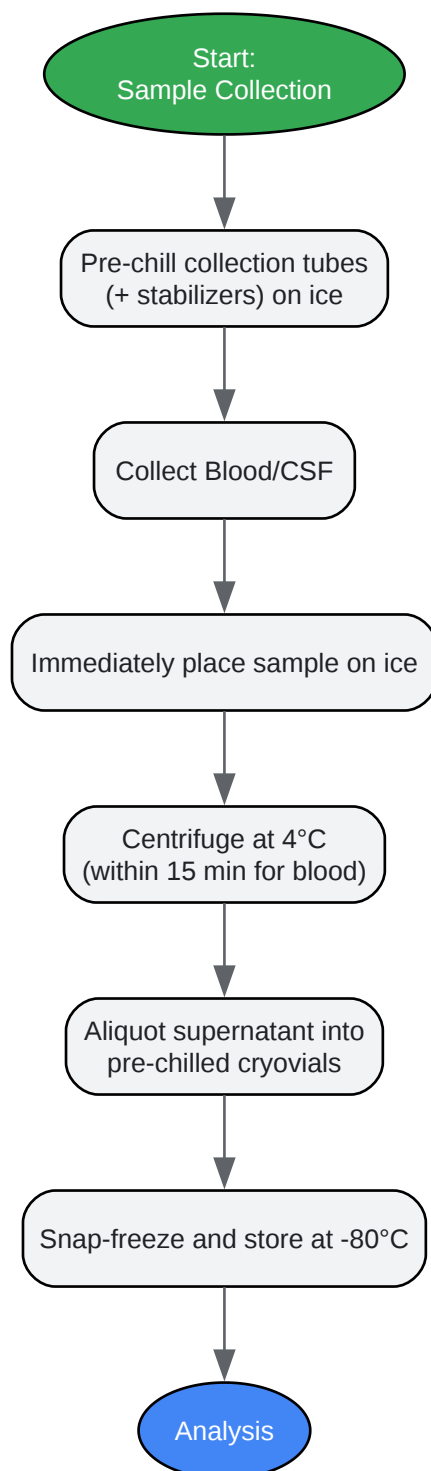 Start:
Sample Collection
Pre-chill collection tubes
(+ stabilizers) on ice
Collect Blood/CSF
Immediately place sample on ice
Centrifuge at 4°C
(within 15 min for blood)
Aliquot supernatant into
pre-chilled cryovials
Snap-freeze and store at -80°C
Analysis